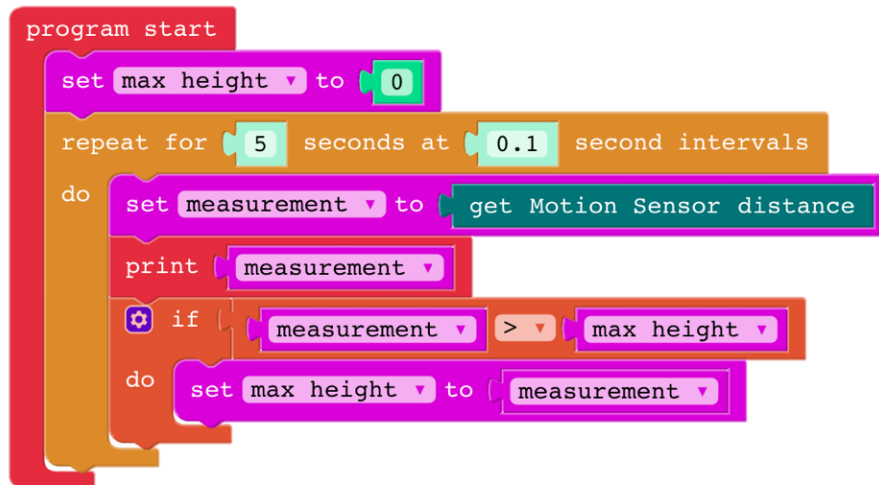 program start
set max height ▼ to 0
repeat for 5 seconds at 0.1 second intervals
do set measurement ▼ to get Motion Sensor distance
print measurement ▼
if measurement ▼ > ▼ max height ▼
do set max height ▼ to measurement ▼